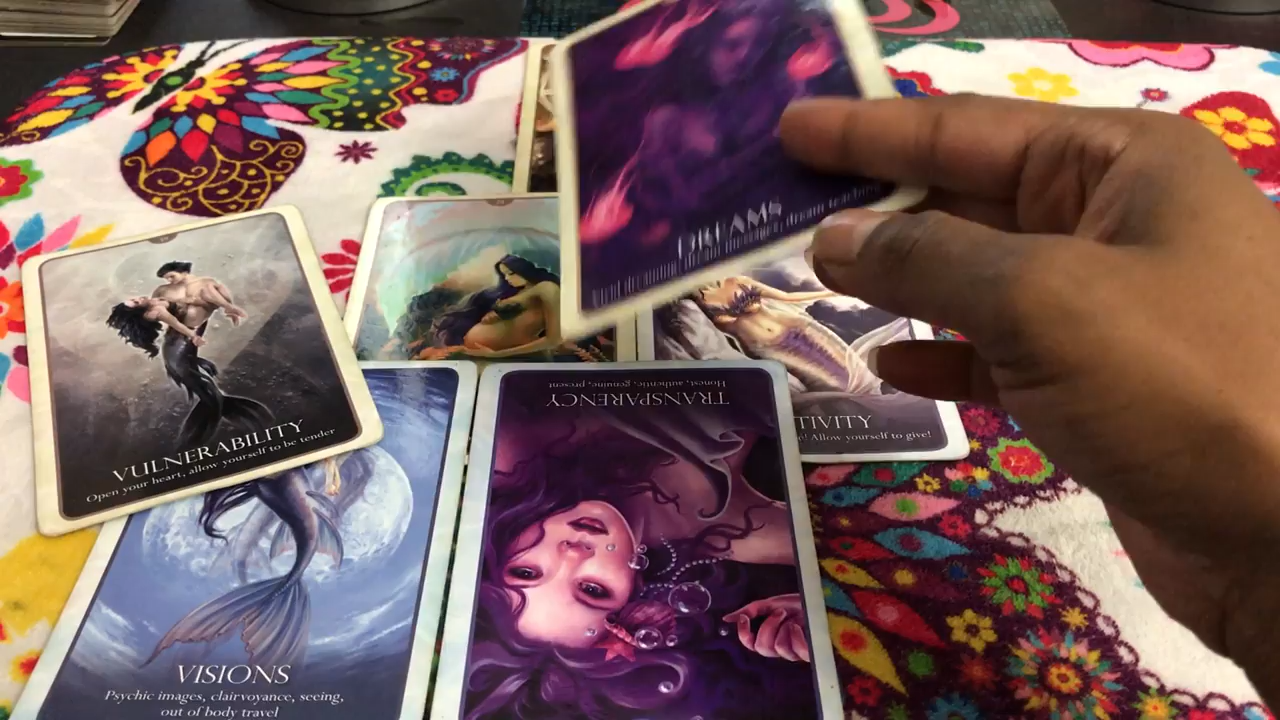 DREAMS
VULNERABILITY
Open your heart, allow yourself to be tender
TRANSPARENCY
Honest, authentic, genuine, present
TIVITY
Allow yourself to give!
VISIONS
Psychic images, clairvoyance, seeing,
out of body travel